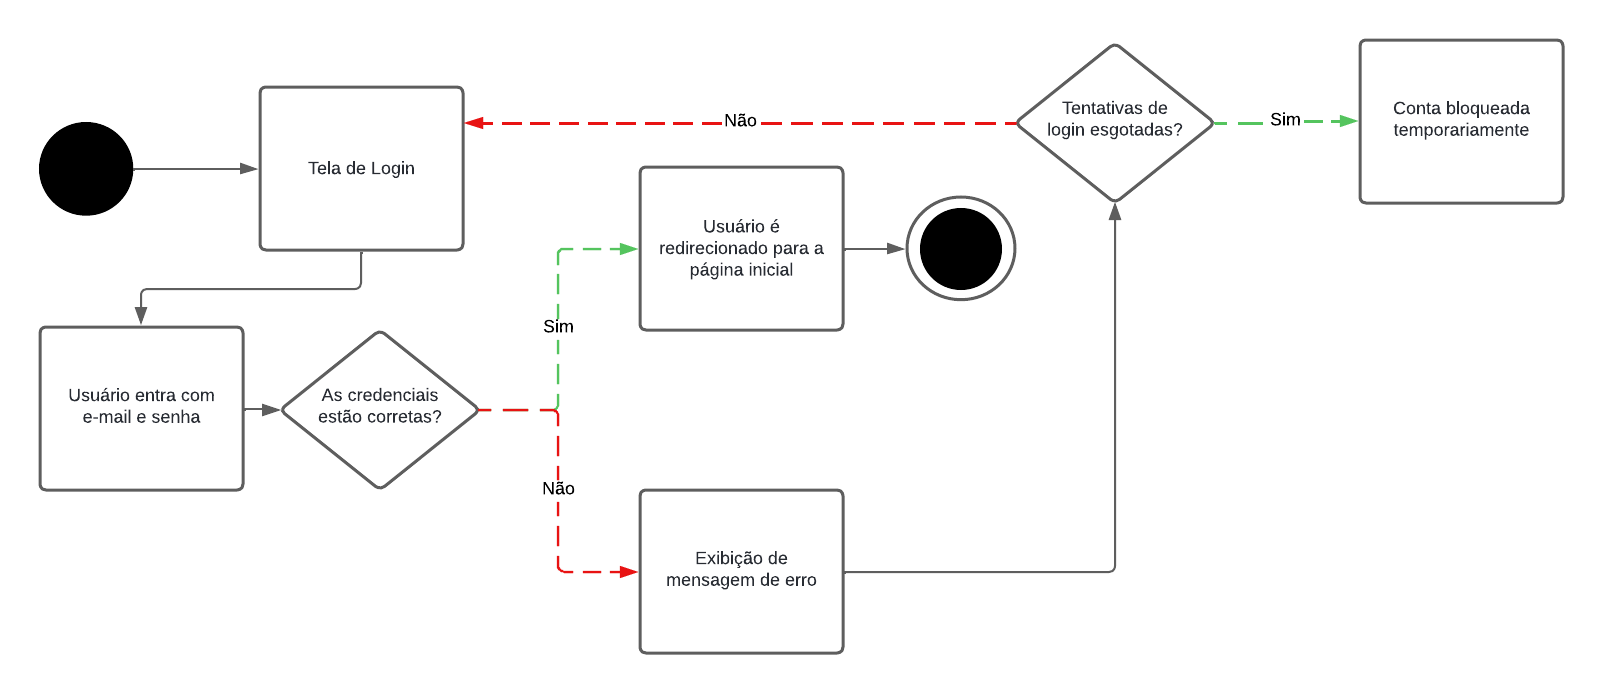 Tentativas de
login esgotadas?
Não
Sim
Conta bloqueada
temporariamente
Tela de Login
Usuário é
redirecionado para a
página inicial
Sim
Usuário entra com
e-mail e senha
As credenciais
estão corretas?
Não
Exibição de
mensagem de erro